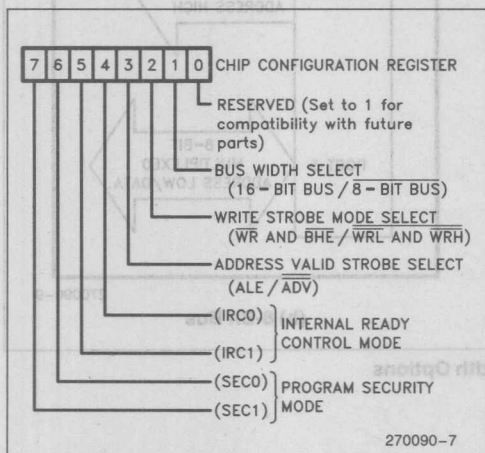 7 6 5 4 3 2 1 0 CHIP CONFIGURATION REGISTER
RESERVED (Set to 1 for
compatibility with future
parts)
BUS WIDTH SELECT
(16-BIT BUS / 8-BIT BUS)
WRITE STROBE MODE SELECT
(WR AND BHE / WRL AND WRH)
ADDRESS VALID STROBE SELECT
(ALE / ADV)
(IRC0)
INTERNAL READY
CONTROL MODE
(IRC1)
(SEC0)
PROGRAM SECURITY
MODE
(SEC1)
270090-7